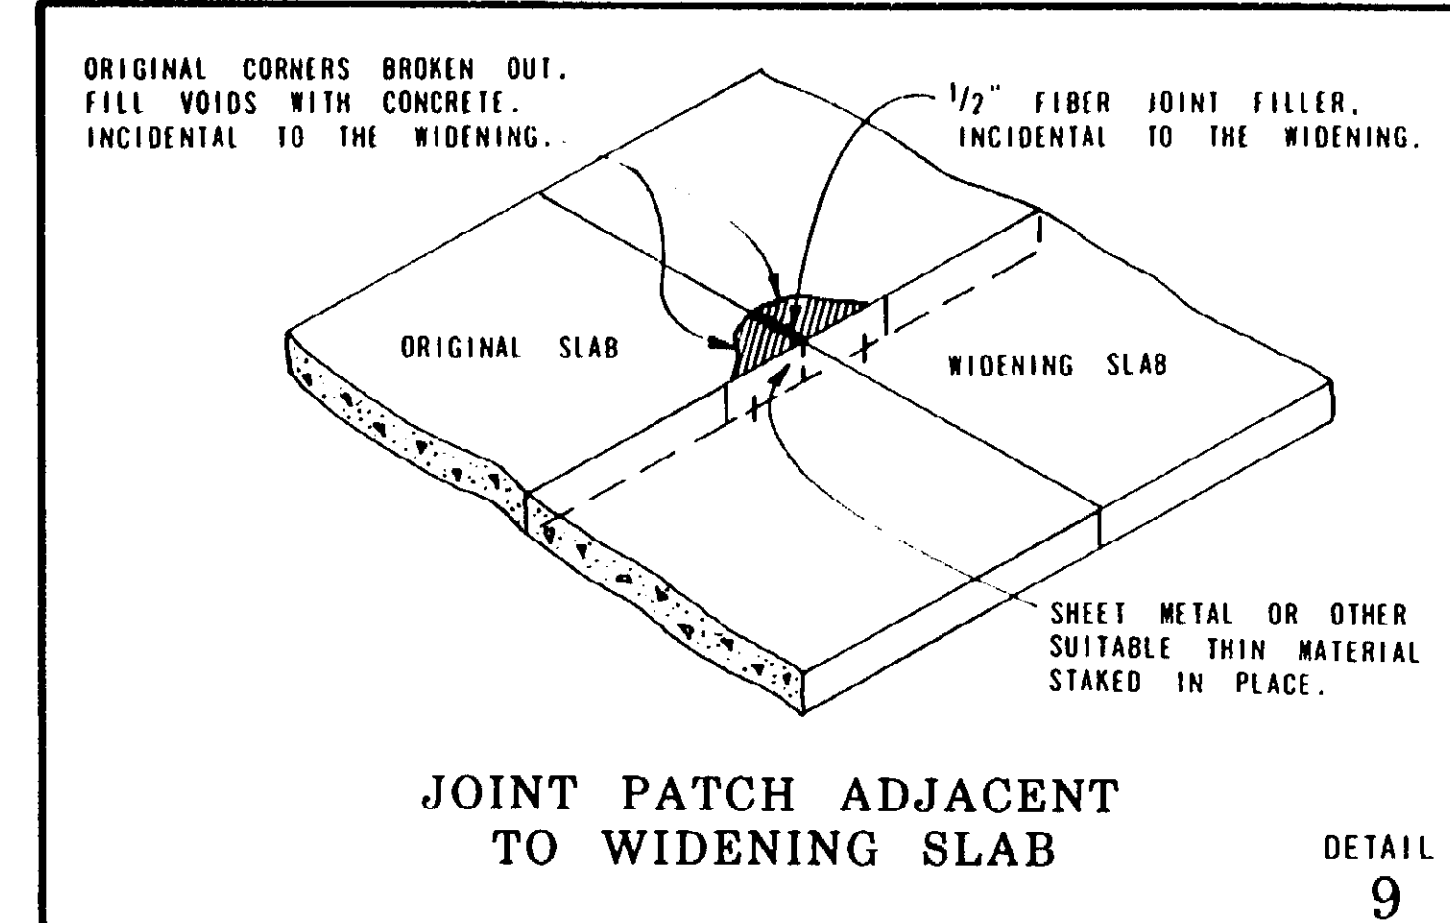 ORIGINAL CORNERS BROKEN OUT.
FILL VOIDS WITH CONCRETE.
INCIDENTAL TO THE WIDENING.
1/2" FIBER JOINT FILLER,
INCIDENTAL TO THE WIDENING.
ORIGINAL SLAB
WIDENING SLAB
SHEET METAL OR OTHER
SUITABLE THIN MATERIAL
STAKED IN PLACE.
JOINT PATCH ADJACENT
TO WIDENING SLAB
DETAIL
9